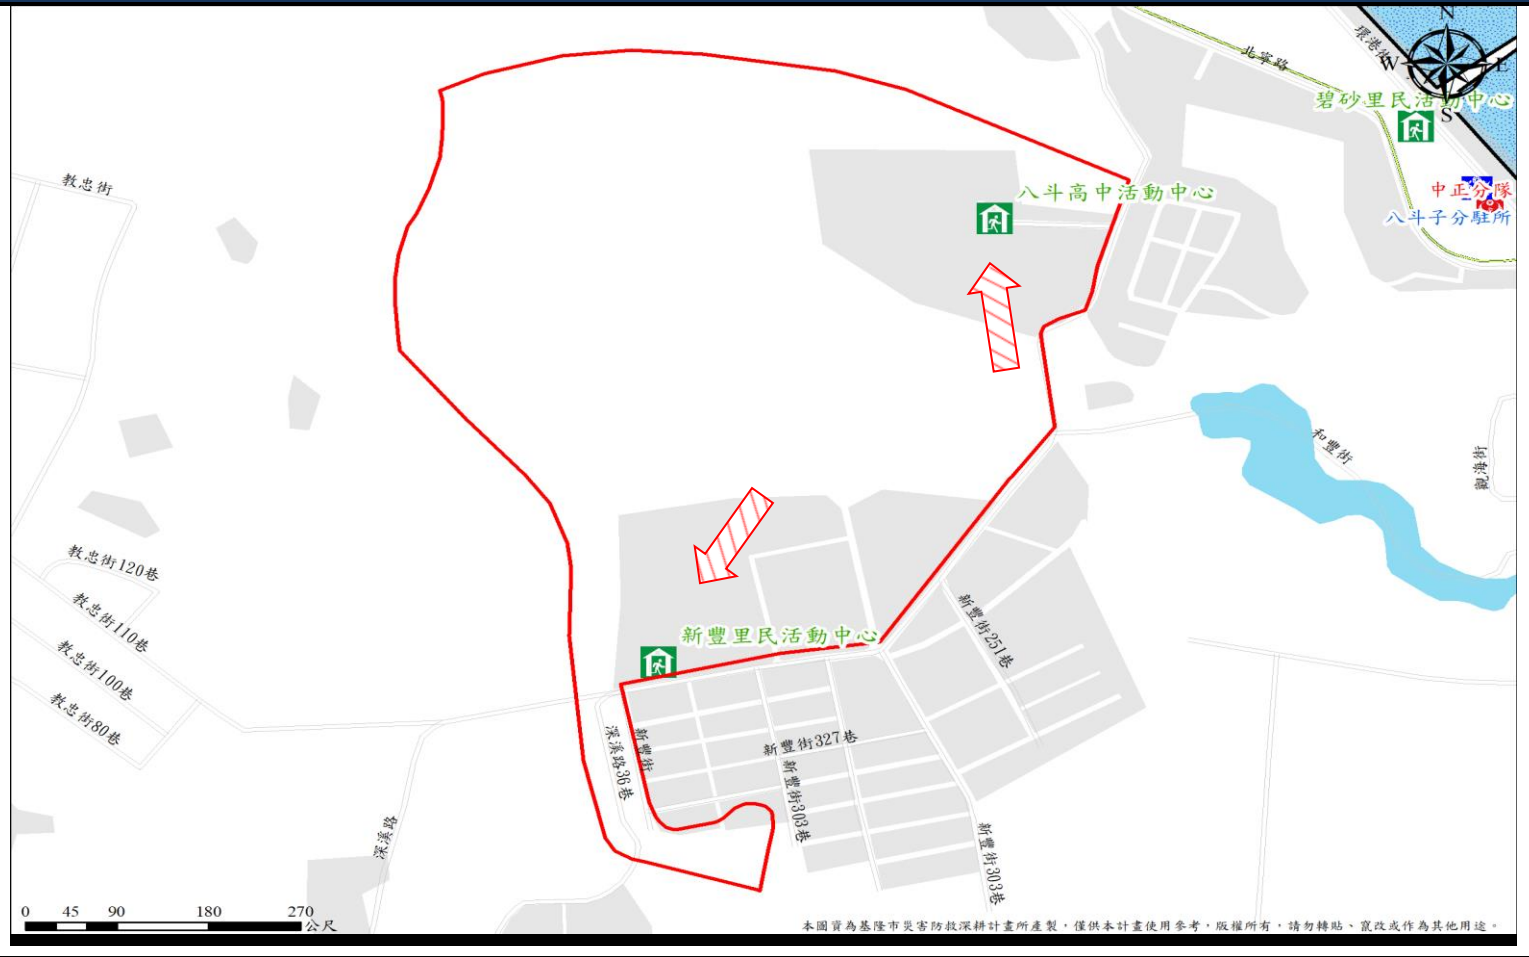 N
環港街
北寧路
W
E
碧砂里民活動中心
S
教忠街
八斗高中活動中心
中正分隊
八斗子分駐所
和豐街
觀海街
教忠街120巷
教忠街110巷
新豐街251巷
新豐里民活動中心
教忠街100巷
教忠街80巷
深溪路36巷
新豐街
新豐街327巷
新豐街303巷
深溪路
新豐街303巷
0 45 90 180 270
公尺
本圖資為基隆市災害防救深耕計畫所產製，僅供本計畫使用參考，版權所有，請勿轉貼、竄改或作為其他用途。